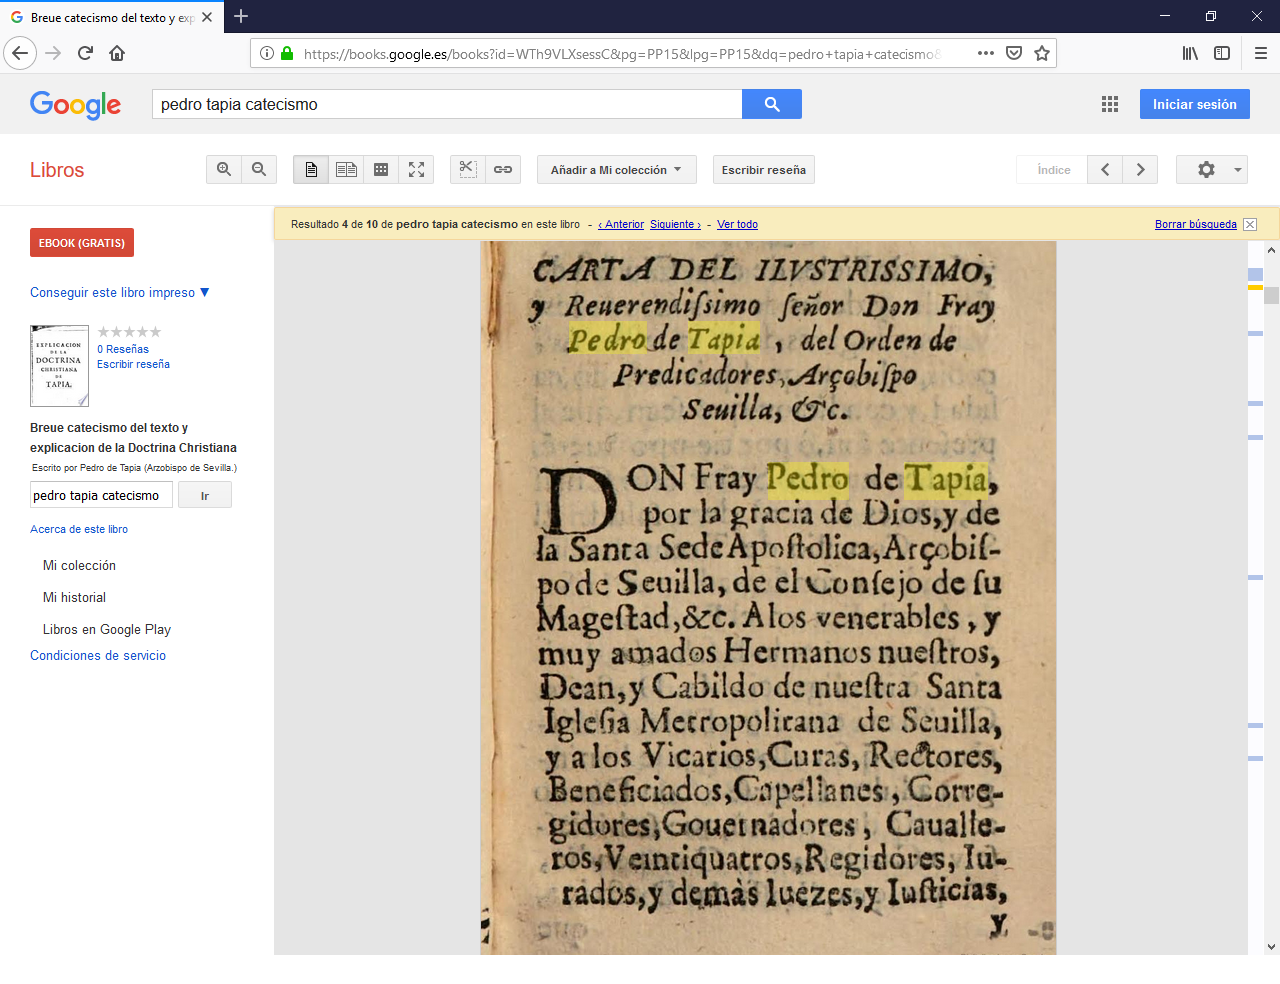 Breue catecismo del texto y exp
https://books.google.es/books?id=WTh9VLXsessC&pg=PP15&lpg=PP15&dq=pedro+tapia+catecismo&
Google
pedro tapia catecismo
Iniciar sesión
Libros
Añadir a Mi colección
Escribir reseña
Índice
Resultado 4 de 10 de pedro tapia catecismo en este libro - ‹ Anterior Siguiente › - Ver todo
Borrar búsqueda
EBOOK (GRATIS)
Conseguir este libro impreso ▼
EXPLICACION
DE LA
DOCTRINA
CHRISTIANA
DE
TAPIA,
0 Reseñas
Escribir reseña
Breue catecismo del texto y
explicacion de la Doctrina Christiana
Escrito por Pedro de Tapia (Arzobispo de Sevilla.)
pedro tapia catecismo
Ir
Acerca de este libro
Mi colección
Mi historial
Libros en Google Play
Condiciones de servicio
CARTA DEL ILVSTRISSIMO,
y Reuerendiſsimo ſeñor Don Fray
Pedro de Tapia, del Orden de
Predicadores, Arçobiſpo
Seuilla, &c.
DON Fray Pedro de Tapia,
por la gracia de Dios, y de
la Santa Sede Apoſtolica, Arçobiſ-
po de Seuilla, de el Conſejo de ſu
Mageſtad, &c. A los venerables, y
muy amados Hermanos nueſtros,
Dean, y Cabildo de nueſtra Santa
Igleſia Metropolitana de Seuilla,
y a los Vicarios, Curas, Rectores,
Beneficiados, Capellanes, Corre-
gidores, Gouernadores, Caualle-
ros, Veintiquatros, Regidores, Iu-
rados, y demàs Iuezes, y Iuſticias,
y